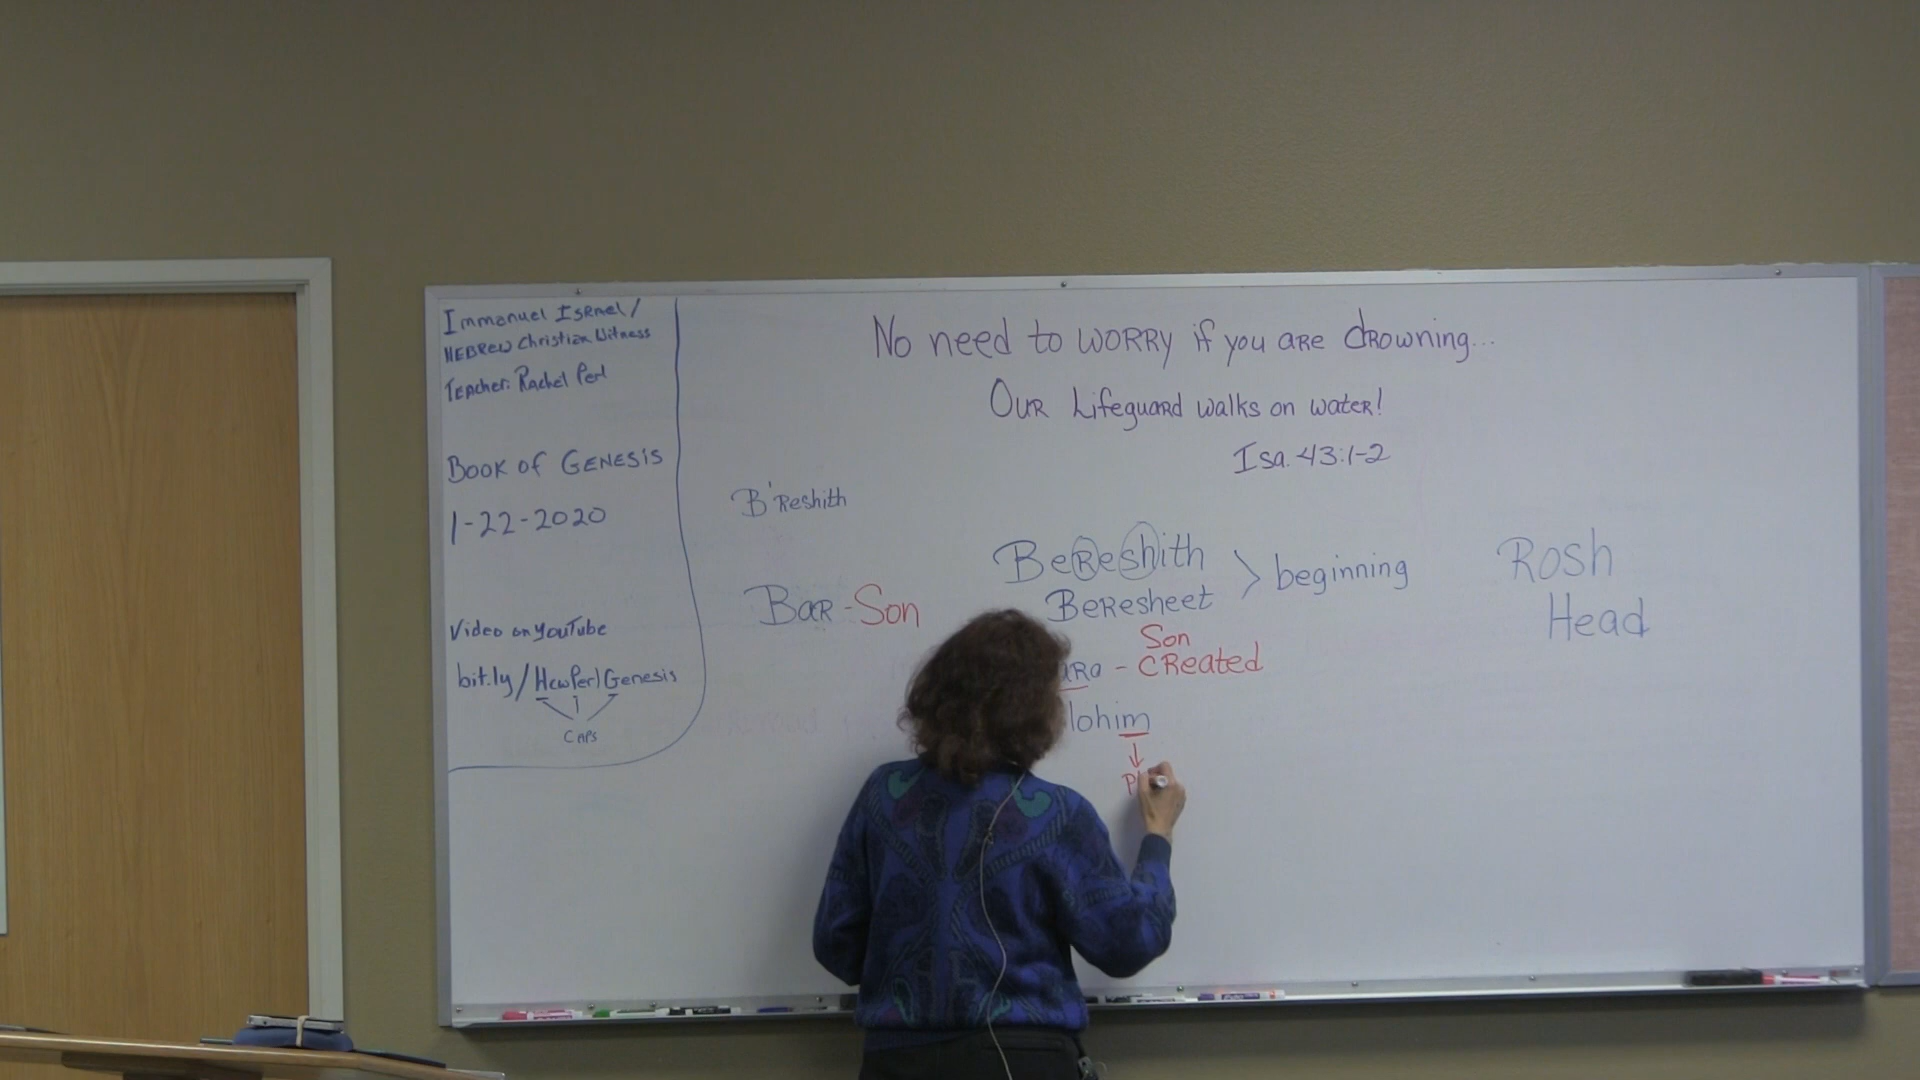 Immanuel Israel/
Hebrew Christian Witness
Teacher: Rachel Perl
Book of Genesis
1-22-2020
Video on YouTube
bit.ly/HcwPerlGenesis
Caps
No need to worry if you are drowning...
Our Lifeguard walks on water!
Isa. 43:1-2
B'Reshith
BeReshith
Beresheet
> beginning
Bar - Son
Rosh
Head
Son
- created